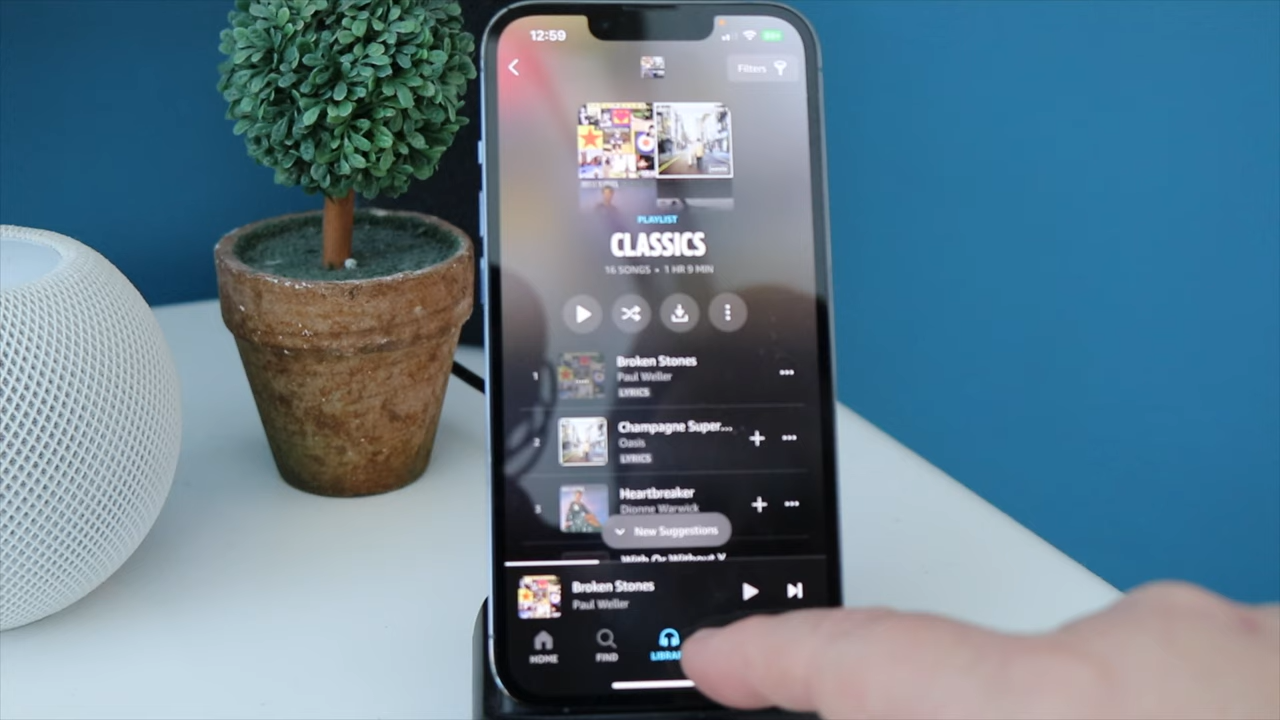 12:59
Filters
PLAYLIST
CLASSICS
16 SONGS • 1 HR 9 MIN
1
Broken Stones
Paul Weller
LYRICS
2
Champagne Super...
Oasis
LYRICS
3
Heartbreaker
Dionne Warwick
New Suggestions
With Or Without Y
Broken Stones
Paul Weller
HOME
FIND
LIBRA